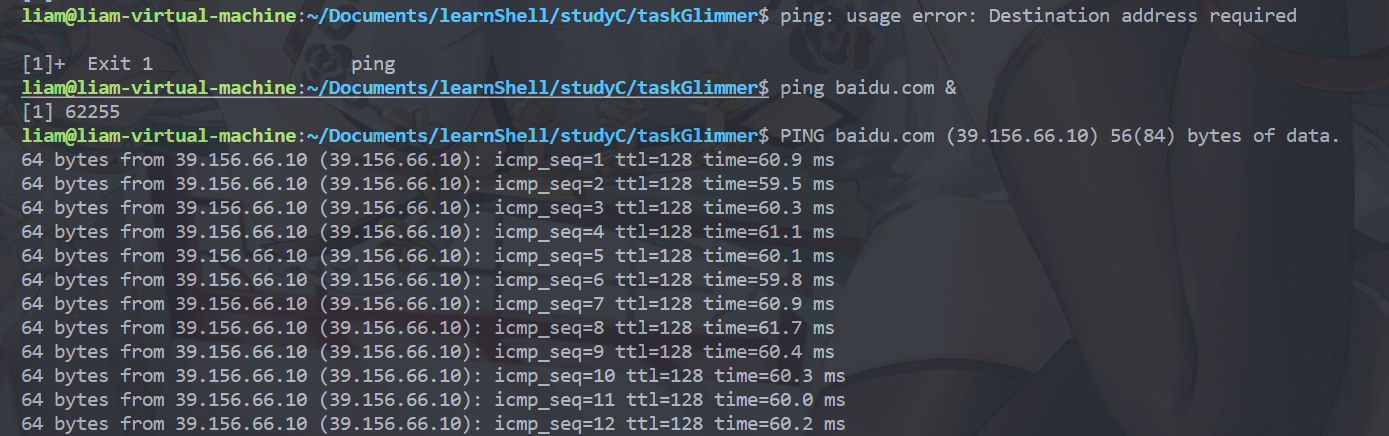 liam@liam-virtual-machine:~/Documents/learnShell/studyC/taskGlimmer$ ping: usage error: Destination address required
[1]+  Exit 1                  ping
liam@liam-virtual-machine:~/Documents/learnShell/studyC/taskGlimmer$ ping baidu.com &
[1] 62255
liam@liam-virtual-machine:~/Documents/learnShell/studyC/taskGlimmer$ PING baidu.com (39.156.66.10) 56(84) bytes of data.
64 bytes from 39.156.66.10 (39.156.66.10): icmp_seq=1 ttl=128 time=60.9 ms
64 bytes from 39.156.66.10 (39.156.66.10): icmp_seq=2 ttl=128 time=59.5 ms
64 bytes from 39.156.66.10 (39.156.66.10): icmp_seq=3 ttl=128 time=60.3 ms
64 bytes from 39.156.66.10 (39.156.66.10): icmp_seq=4 ttl=128 time=61.1 ms
64 bytes from 39.156.66.10 (39.156.66.10): icmp_seq=5 ttl=128 time=60.1 ms
64 bytes from 39.156.66.10 (39.156.66.10): icmp_seq=6 ttl=128 time=59.8 ms
64 bytes from 39.156.66.10 (39.156.66.10): icmp_seq=7 ttl=128 time=60.9 ms
64 bytes from 39.156.66.10 (39.156.66.10): icmp_seq=8 ttl=128 time=61.7 ms
64 bytes from 39.156.66.10 (39.156.66.10): icmp_seq=9 ttl=128 time=60.4 ms
64 bytes from 39.156.66.10 (39.156.66.10): icmp_seq=10 ttl=128 time=60.3 ms
64 bytes from 39.156.66.10 (39.156.66.10): icmp_seq=11 ttl=128 time=60.0 ms
64 bytes from 39.156.66.10 (39.156.66.10): icmp_seq=12 ttl=128 time=60.2 ms